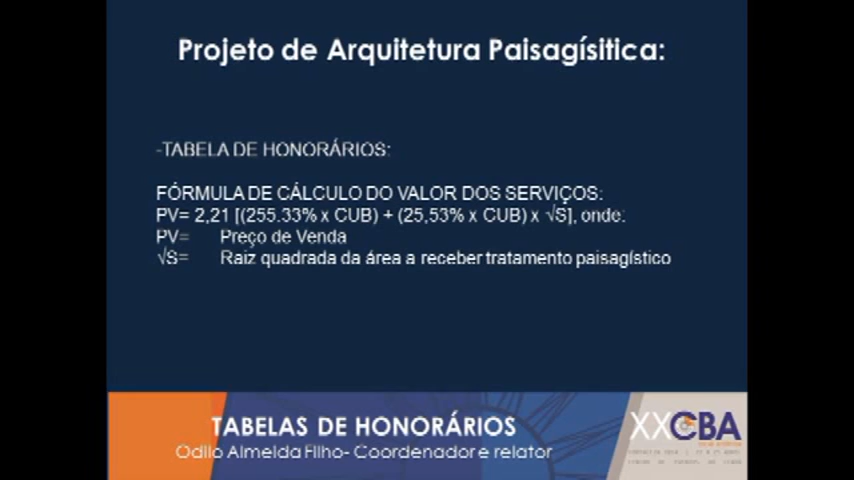 Projeto de Arquitetura Paisagísitica:
-TABELA DE HONORÁRIOS:
FÓRMULA DE CÁLCULO DO VALOR DOS SERVIÇOS:
PV= 2,21 [(255.33% x CUB) + (25,53% x CUB) x √S], onde:
PV= Preço de Venda
√S= Raiz quadrada da área a receber tratamento paisagístico
TABELAS DE HONORÁRIOS
Odilo Almeida Filho- Coordenador e relator
XXCBA